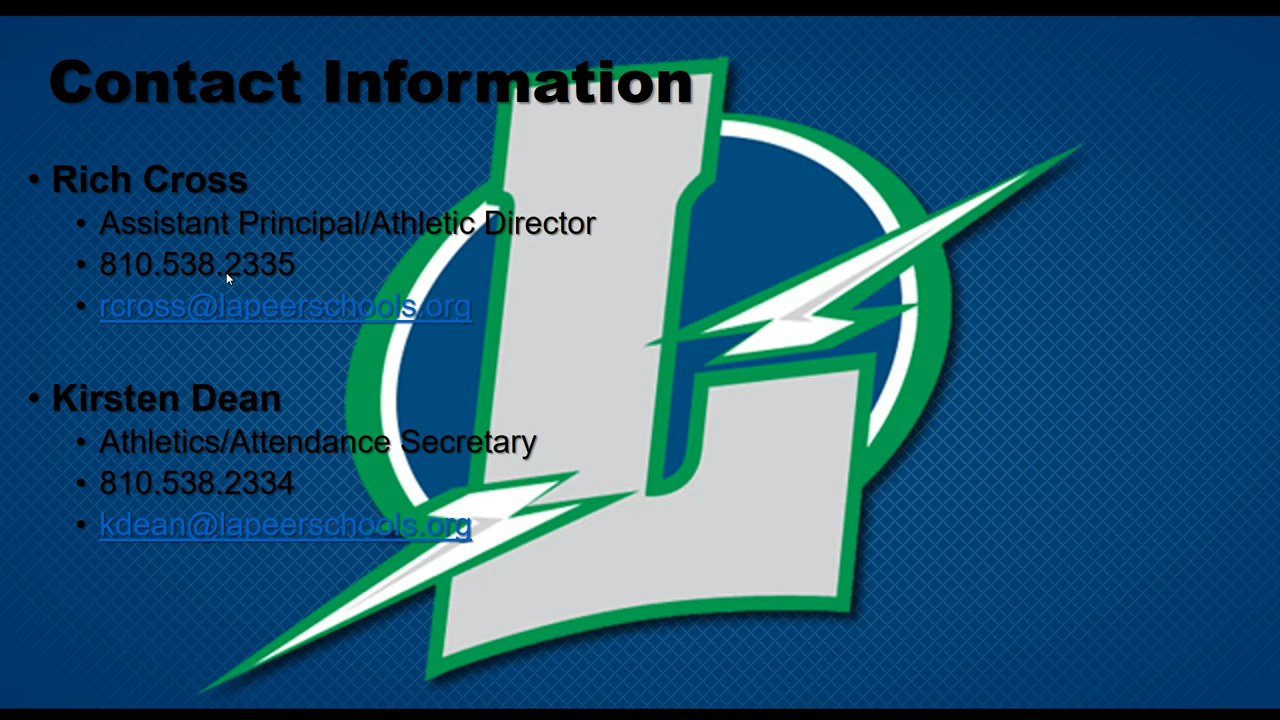 Contact Information
• Rich Cross
• Assistant Principal/Athletic Director
• 810.538.2335
• rcross@lapeerschools.org
• Kirsten Dean
• Athletics/Attendance Secretary
• 810.538.2334
• kdean@lapeerschools.org
L